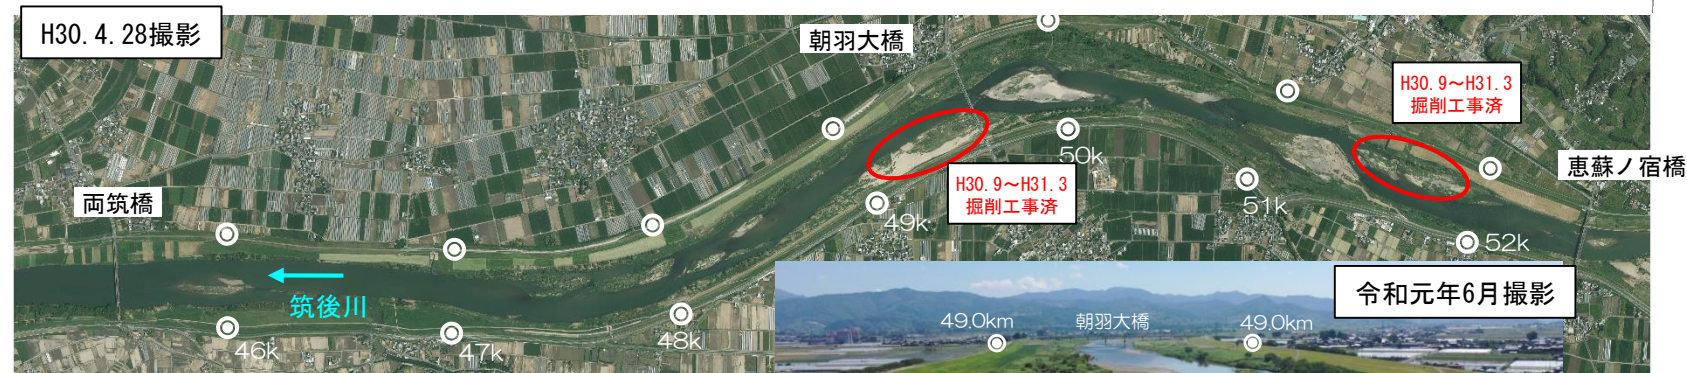 H30.4.28撮影
朝羽大橋
H30.9～H31.3
掘削工事済
恵蘇ノ宿橋
50k
H30.9～H31.3
掘削工事済
両筑橋
49k
51k
52k
筑後川
令和元年6月撮影
49.0km
朝羽大橋
49.0km
46k
47k
48k